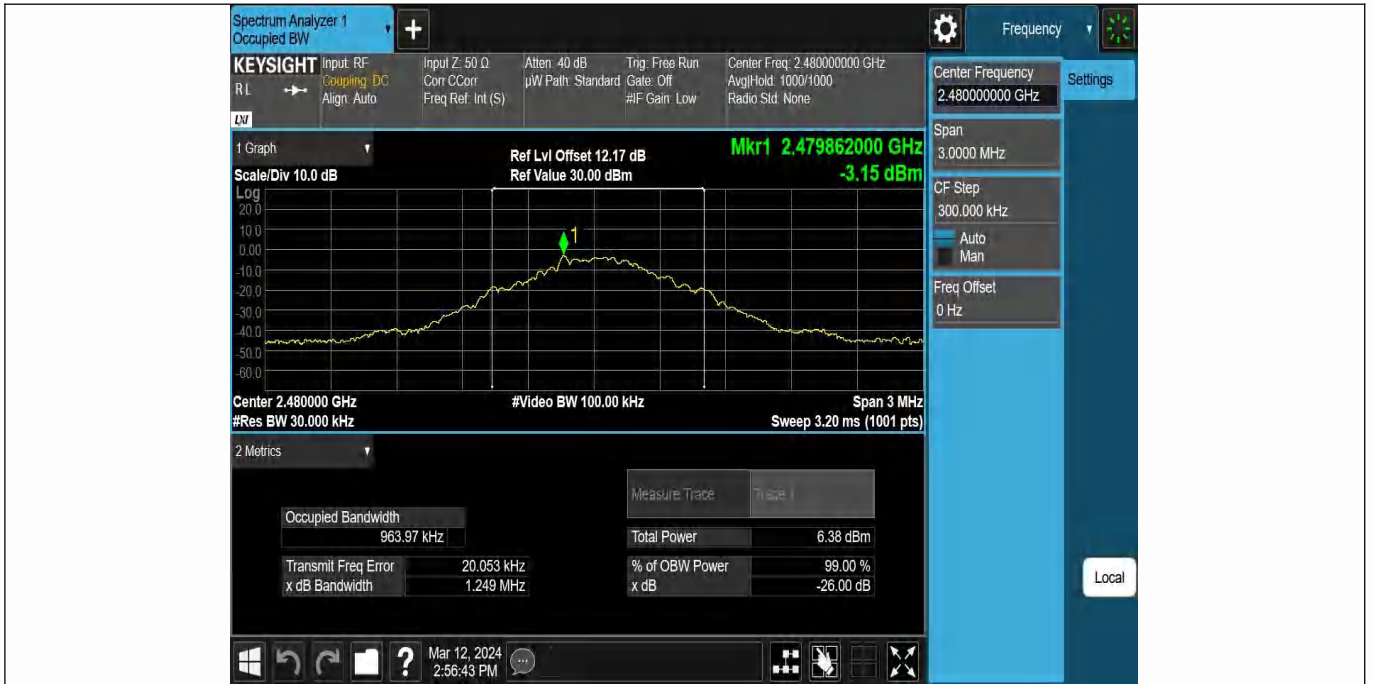 Spectrum Analyzer 1
Occupied BW
Frequency
KEYSIGHT
R L
LXI
Input: RF
Coupling: DC
Align: Auto
Input Z: 50 Ω
Corr CCorr
Freq Ref: Int (S)
Atten: 40 dB
µW Path: Standard
Trig: Free Run
Gate: Off
#IF Gain: Low
Center Freq: 2.480000000 GHz
Avg|Hold: 1000/1000
Radio Std: None
Center Frequency
2.480000000 GHz
Settings
Span
3.0000 MHz
CF Step
300.000 kHz
Auto
Man
Freq Offset
0 Hz
Local
1 Graph
Scale/Div 10.0 dB
Ref Lvl Offset 12.17 dB
Ref Value 30.00 dBm
Mkr1 2.479862000 GHz
-3.15 dBm
Log
20.0
10.0
0.00
-10.0
-20.0
-30.0
-40.0
-50.0
-60.0
1
Center 2.480000 GHz
#Video BW 100.00 kHz
Span 3 MHz
#Res BW 30.000 kHz
Sweep 3.20 ms (1001 pts)
2 Metrics
Measure Trace
Trace 1
Occupied Bandwidth
963.97 kHz
Total Power
6.38 dBm
Transmit Freq Error
20.053 kHz
% of OBW Power
99.00 %
x dB Bandwidth
1.249 MHz
x dB
-26.00 dB
Mar 12, 2024
2:56:43 PM